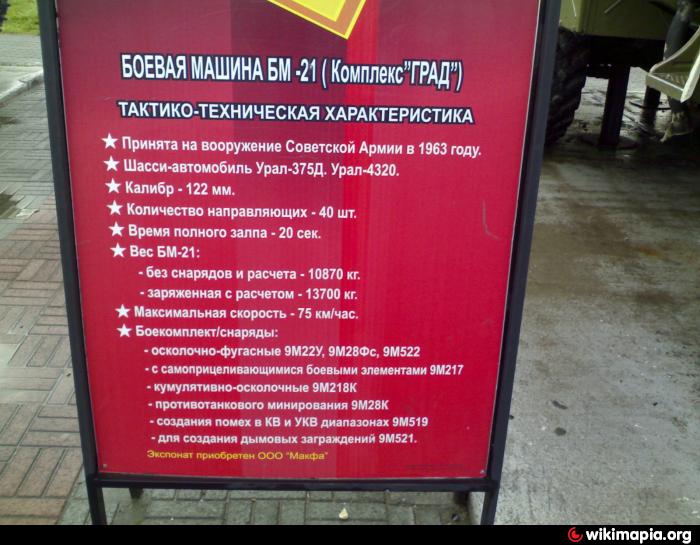 БОЕВАЯ МАШИНА БМ -21 ( Комплекс"ГРАД")
ТАКТИКО-ТЕХНИЧЕСКАЯ ХАРАКТЕРИСТИКА
★ Принята на вооружение Советской Армии в 1963 году.
★ Шасси-автомобиль Урал-375Д. Урал-4320.
★ Калибр - 122 мм.
★ Количество направляющих - 40 шт.
★ Время полного залпа - 20 сек.
★ Вес БМ-21:
- без снарядов и расчета - 10870 кг.
- заряженная с расчетом - 13700 кг.
★ Максимальная скорость - 75 км/час.
★ Боекомплект/снаряды:
- осколочно-фугасные 9М22У, 9М28Фс, 9М522
- с самоприцеливающимися боевыми элементами 9М217
- кумулятивно-осколочные 9М218К
- противотанкового минирования 9М28К
- создания помех в КВ и УКВ диапазонах 9М519
- для создания дымовых заграждений 9М521.
Экспонат приобретен ООО "Макфа"
wikimapia.org